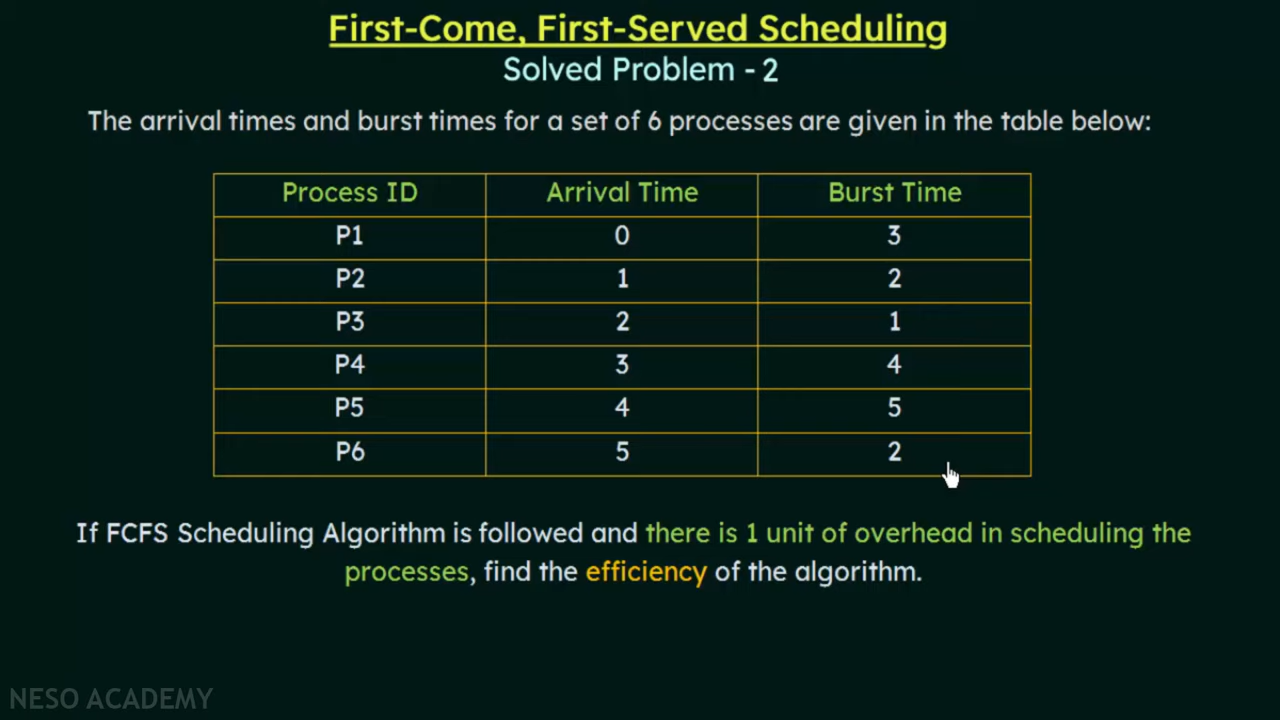 First-Come, First-Served Scheduling
Solved Problem - 2
The arrival times and burst times for a set of 6 processes are given in the table below:
Process ID Arrival Time Burst Time
P1 0 3
P2 1 2
P3 2 1
P4 3 4
P5 4 5
P6 5 2
If FCFS Scheduling Algorithm is followed and there is 1 unit of overhead in scheduling the
processes, find the efficiency of the algorithm.
NESO ACADEMY